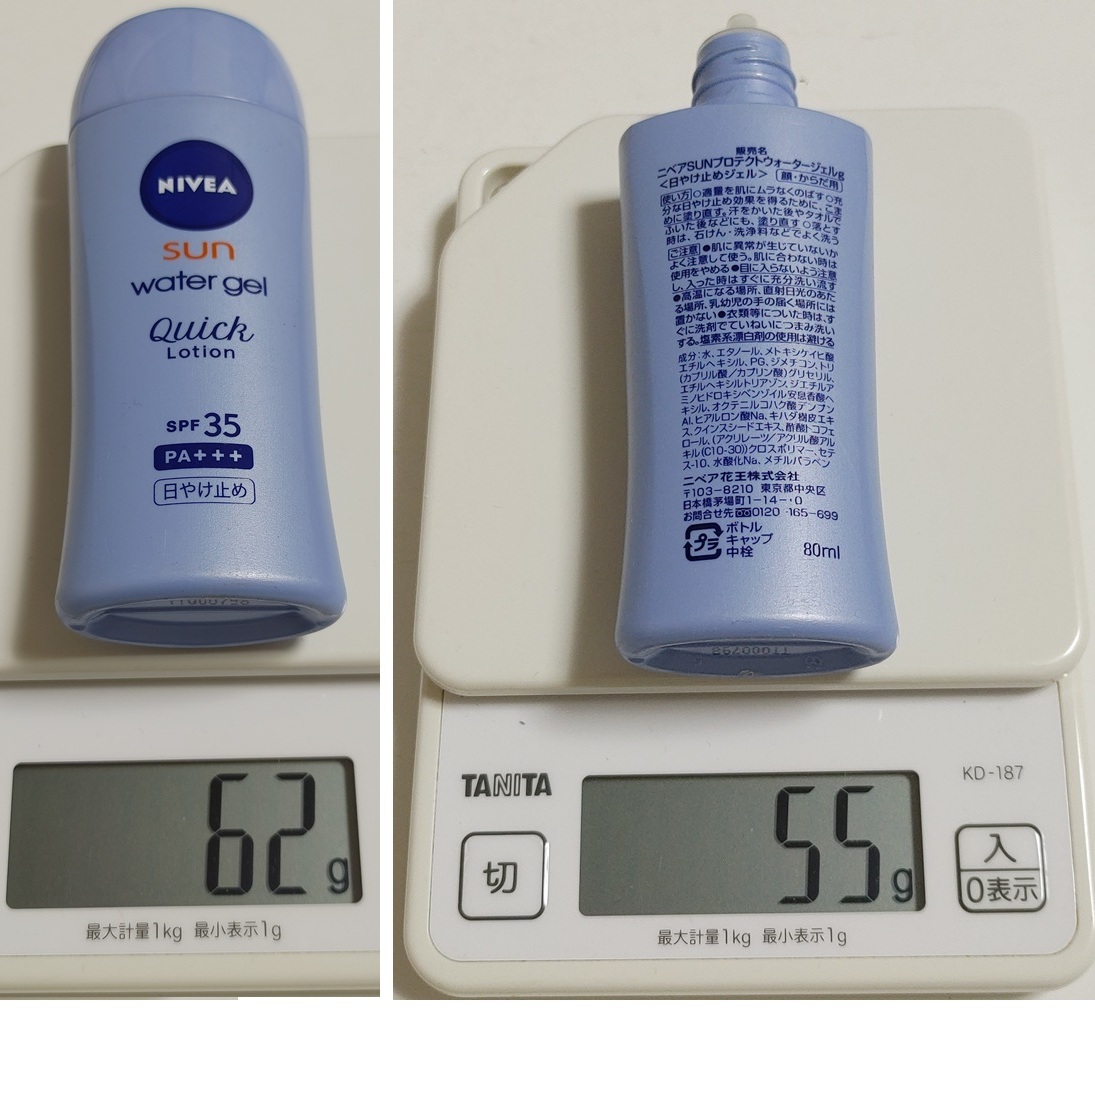 NIVEA
sun
water gel
Quick
Lotion
SPF 35
PA+++
日やけ止め
11000798
62g
最大計量1kg 最小表示1g
販売名
ニベアSUNプロテクトウォータージェルg
<日やけ止めジェル> 顔・からだ用
使い方 ○適量を肌にムラなくのばす○充
分な日やけ止め効果を得るために、こま
めに塗り直す。汗をかいた後やタオルで
ふいた後などにも、塗り直す○落とす
時は、石けん・洗浄料などでよく洗う
ご注意 ●肌に異常が生じていないか
よく注意して使う。肌に合わない時は
使用をやめる●目に入らないよう注意
し、入った時はすぐに充分洗い流す
●高温になる場所、直射日光のあた
る場所、乳幼児の手の届く場所には
置かない●衣類等についた時は、す
ぐに洗剤でていねいにつまみ洗い
する。塩素系漂白剤の使用は避ける
成分:水、エタノール、メトキシケイヒ酸
エチルヘキシル、PG、ジメチコン、トリ
(カプリル酸/カプリン酸)グリセリル、
エチルヘキシルトリアゾン、ジエチルア
ミノヒドロキシベンゾイル安息香酸ヘ
キシル、オクテニルコハク酸デンプン
Al、ヒアルロン酸Na、キハダ樹皮エキ
ス、クインスシードエキス、酢酸トコフェ
ロール、(アクリレーツ/アクリル酸アル
キル(C10-30))クロスポリマー、セテ
ス-10、水酸化Na、メチルパラベン
ニベア花王株式会社
〒103-8210 東京都中央区
日本橋茅場町1-14-10
お問合せ先 0120-165-699
プラ
ボトル
キャップ
中栓
80ml
TANITA
KD-187
切
55g
入
0表示
最大計量1kg 最小表示1g